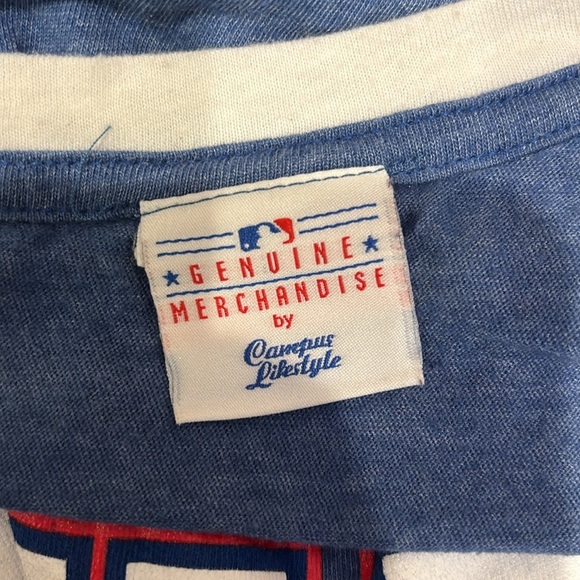 GENUINE
MERCHANDISE
by
Campus
Lifestyle